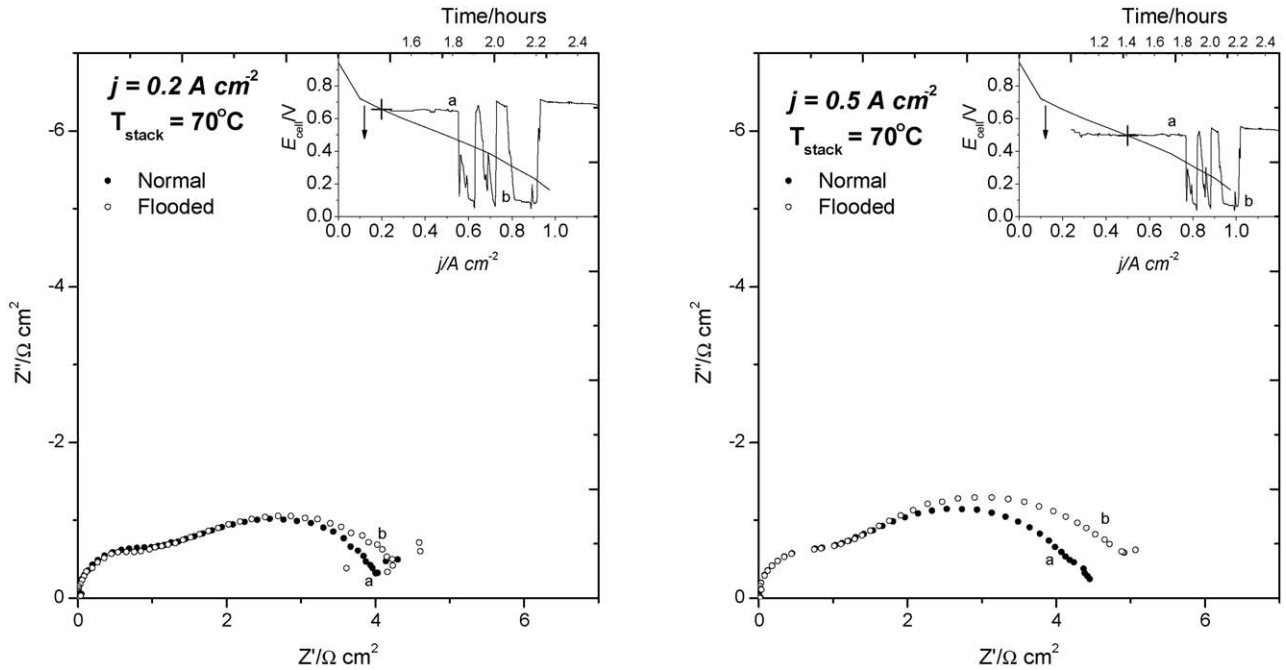 Time/hours
1.6 1.8 2.0 2.2 2.4
j = 0.2 A cm-2
Tstack = 70°C
Normal
Flooded
Ecell/V
0.8
0.6
0.4
0.2
0.0
a
b
0.0 0.2 0.4 0.6 0.8 1.0
j/A cm-2
-6
-4
-2
0
Z''/Ω cm2
b
a
0 2 4 6
Z'/Ω cm2
Time/hours
1.2 1.4 1.6 1.8 2.0 2.1 2.2 2.4
j = 0.5 A cm-2
Tstack = 70°C
Normal
Flooded
Ecell/V
1.0
0.8
0.6
0.4
0.2
0.0
a
b
0.0 0.2 0.4 0.6 0.8 1.0
j/A cm-2
-6
-4
-2
0
Z''/Ω cm2
b
a
0 2 4 6
Z'/Ω cm2